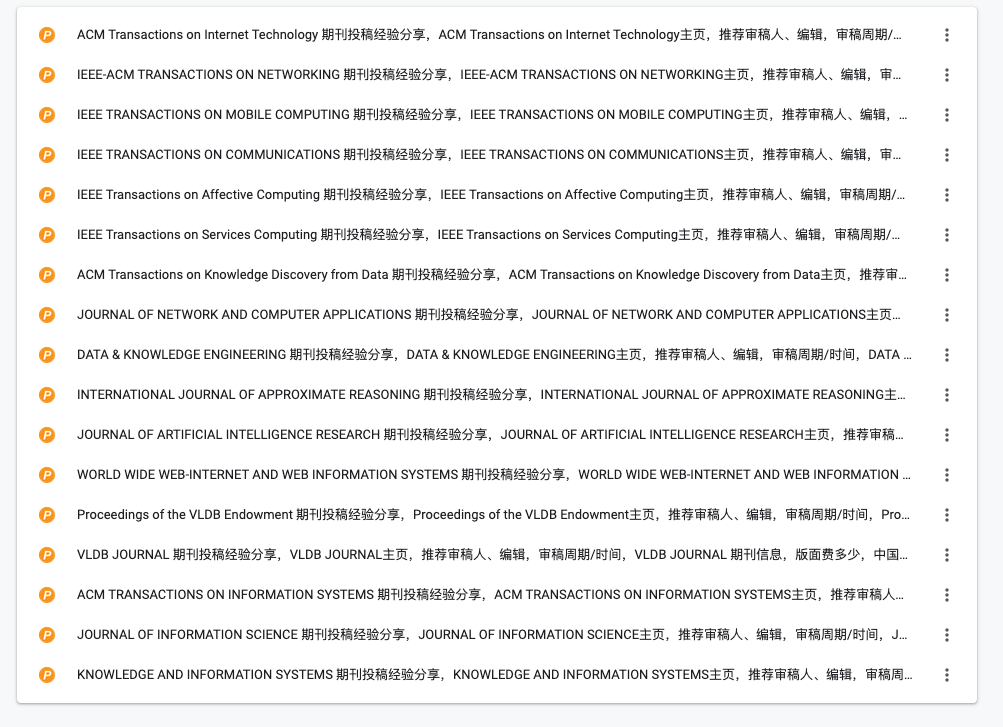 P ACM Transactions on Internet Technology 期刊投稿经验分享，ACM Transactions on Internet Technology主页，推荐审稿人、编辑，审稿周期/...
P IEEE-ACM TRANSACTIONS ON NETWORKING 期刊投稿经验分享，IEEE-ACM TRANSACTIONS ON NETWORKING主页，推荐审稿人、编辑，审...
P IEEE TRANSACTIONS ON MOBILE COMPUTING 期刊投稿经验分享，IEEE TRANSACTIONS ON MOBILE COMPUTING主页，推荐审稿人、编辑，...
P IEEE TRANSACTIONS ON COMMUNICATIONS 期刊投稿经验分享，IEEE TRANSACTIONS ON COMMUNICATIONS主页，推荐审稿人、编辑，审...
P IEEE Transactions on Affective Computing 期刊投稿经验分享，IEEE Transactions on Affective Computing主页，推荐审稿人、编辑，审稿周期/...
P IEEE Transactions on Services Computing 期刊投稿经验分享，IEEE Transactions on Services Computing主页，推荐审稿人、编辑，审稿周期/...
P ACM Transactions on Knowledge Discovery from Data 期刊投稿经验分享，ACM Transactions on Knowledge Discovery from Data主页，推荐审...
P JOURNAL OF NETWORK AND COMPUTER APPLICATIONS 期刊投稿经验分享，JOURNAL OF NETWORK AND COMPUTER APPLICATIONS主页...
P DATA & KNOWLEDGE ENGINEERING 期刊投稿经验分享，DATA & KNOWLEDGE ENGINEERING主页，推荐审稿人、编辑，审稿周期/时间，DATA ...
P INTERNATIONAL JOURNAL OF APPROXIMATE REASONING 期刊投稿经验分享，INTERNATIONAL JOURNAL OF APPROXIMATE REASONING主...
P JOURNAL OF ARTIFICIAL INTELLIGENCE RESEARCH 期刊投稿经验分享，JOURNAL OF ARTIFICIAL INTELLIGENCE RESEARCH主页，推荐审稿...
P WORLD WIDE WEB-INTERNET AND WEB INFORMATION SYSTEMS 期刊投稿经验分享，WORLD WIDE WEB-INTERNET AND WEB INFORMATION ...
P Proceedings of the VLDB Endowment 期刊投稿经验分享，Proceedings of the VLDB Endowment主页，推荐审稿人、编辑，审稿周期/时间，Pro...
P VLDB JOURNAL 期刊投稿经验分享，VLDB JOURNAL主页，推荐审稿人、编辑，审稿周期/时间，VLDB JOURNAL 期刊信息，版面费多少，中国...
P ACM TRANSACTIONS ON INFORMATION SYSTEMS 期刊投稿经验分享，ACM TRANSACTIONS ON INFORMATION SYSTEMS主页，推荐审稿人...
P JOURNAL OF INFORMATION SCIENCE 期刊投稿经验分享，JOURNAL OF INFORMATION SCIENCE主页，推荐审稿人、编辑，审稿周期/时间，J...
P KNOWLEDGE AND INFORMATION SYSTEMS 期刊投稿经验分享，KNOWLEDGE AND INFORMATION SYSTEMS主页，推荐审稿人、编辑，审稿周...